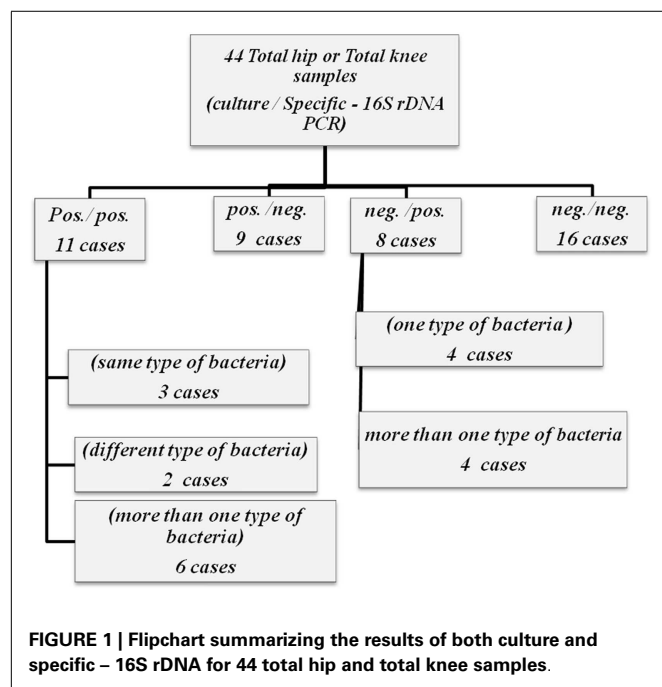 44 Total hip or Total knee
samples
(culture / Specific - 16S rDNA
PCR)
Pos./pos.
11 cases
pos. /neg.
9 cases
neg. /pos.
8 cases
neg./neg.
16 cases
(same type of bacteria)
3 cases
(different type of bacteria)
2 cases
(more than one type of
bacteria)
6 cases
(one type of bacteria )
4 cases
more than one type of bacteria
4 cases
FIGURE 1 | Flipchart summarizing the results of both culture and
specific – 16S rDNA for 44 total hip and total knee samples.